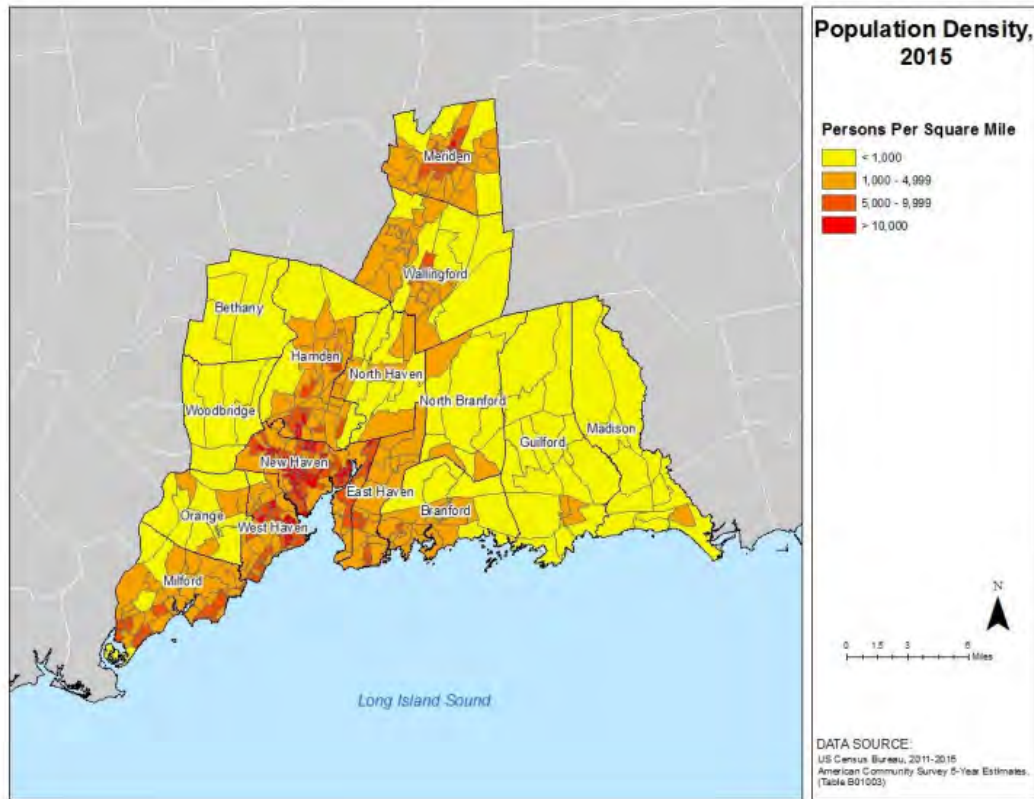 Population Density,
2015
Persons Per Square Mile
< 1,000
1,000 - 4,999
5,000 - 9,999
> 10,000
Meriden
Wallingford
Bethany
Hamden
North Haven
Woodbridge
North Branford
Madison
Guilford
New Haven
East Haven
Orange
West Haven
Branford
Milford
Long Island Sound
N
0 1.5 3 6
Miles
DATA SOURCE:
US Census Bureau, 2011-2015
American Community Survey 5-Year Estimates.
(Table B01003)